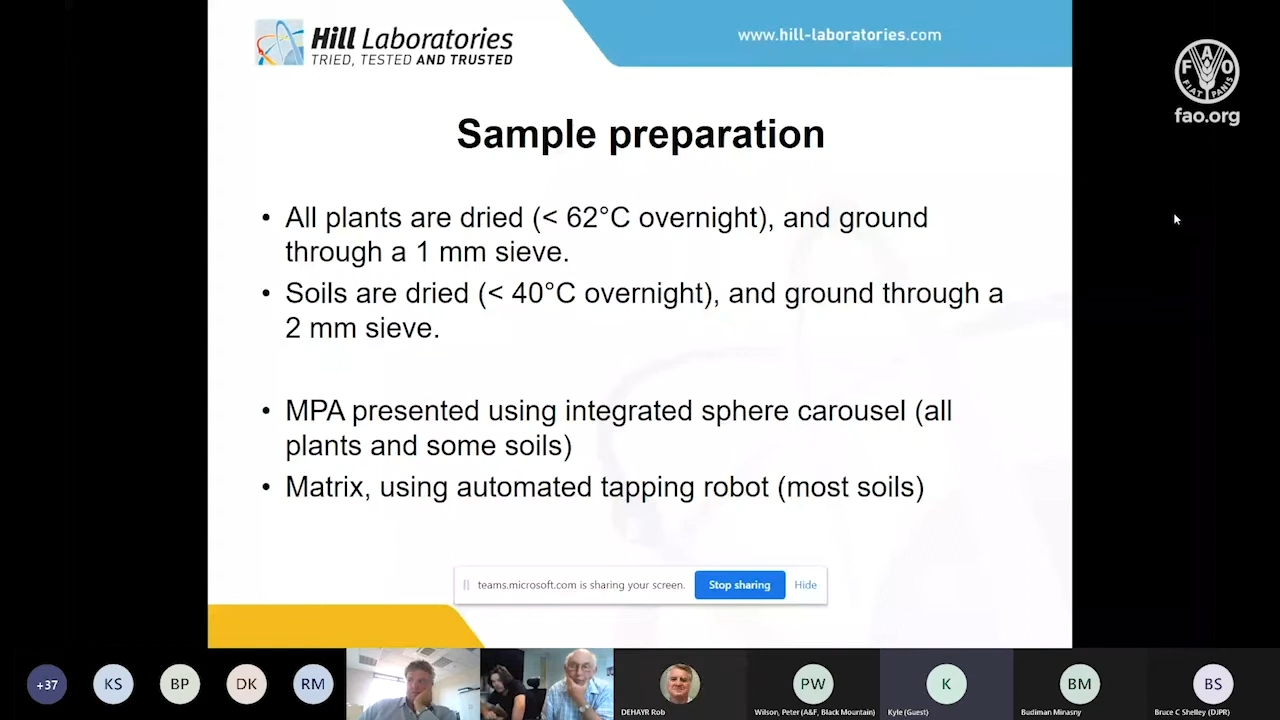 Hill Laboratories
TRIED, TESTED AND TRUSTED
www.hill-laboratories.com
FAO
FIAT PANIS
fao.org
Sample preparation
• All plants are dried (< 62°C overnight), and ground
through a 1 mm sieve.
• Soils are dried (< 40°C overnight), and ground through a
2 mm sieve.
• MPA presented using integrated sphere carousel (all
plants and some soils)
• Matrix, using automated tapping robot (most soils)
teams.microsoft.com is sharing your screen. Stop sharing Hide
+37 KS BP DK RM PW K BM BS
DEHAYR Rob Wilson, Peter (A&F, Black Mountain) Kyle (Guest) Budiman Minasny Bruce C Shelley (DJPR)